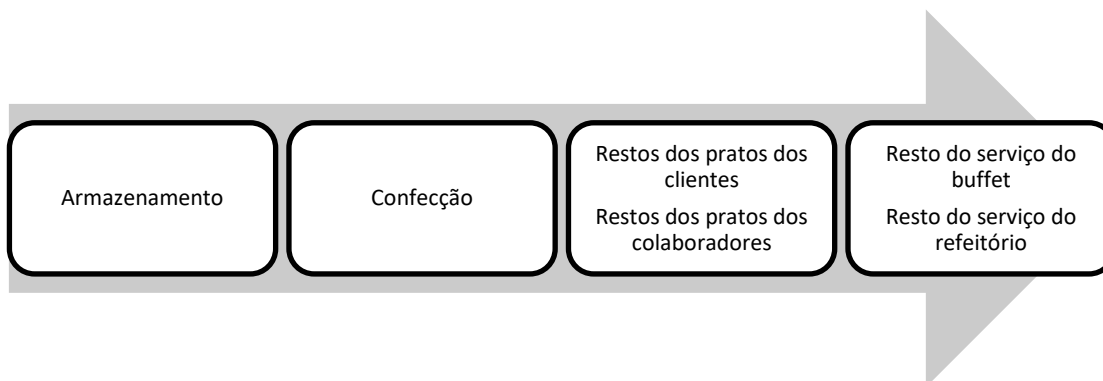 Armazenamento
Confecção
Restos dos pratos dos
clientes
Restos dos pratos dos
colaboradores
Resto do serviço do
buffet
Resto do serviço do
refeitório